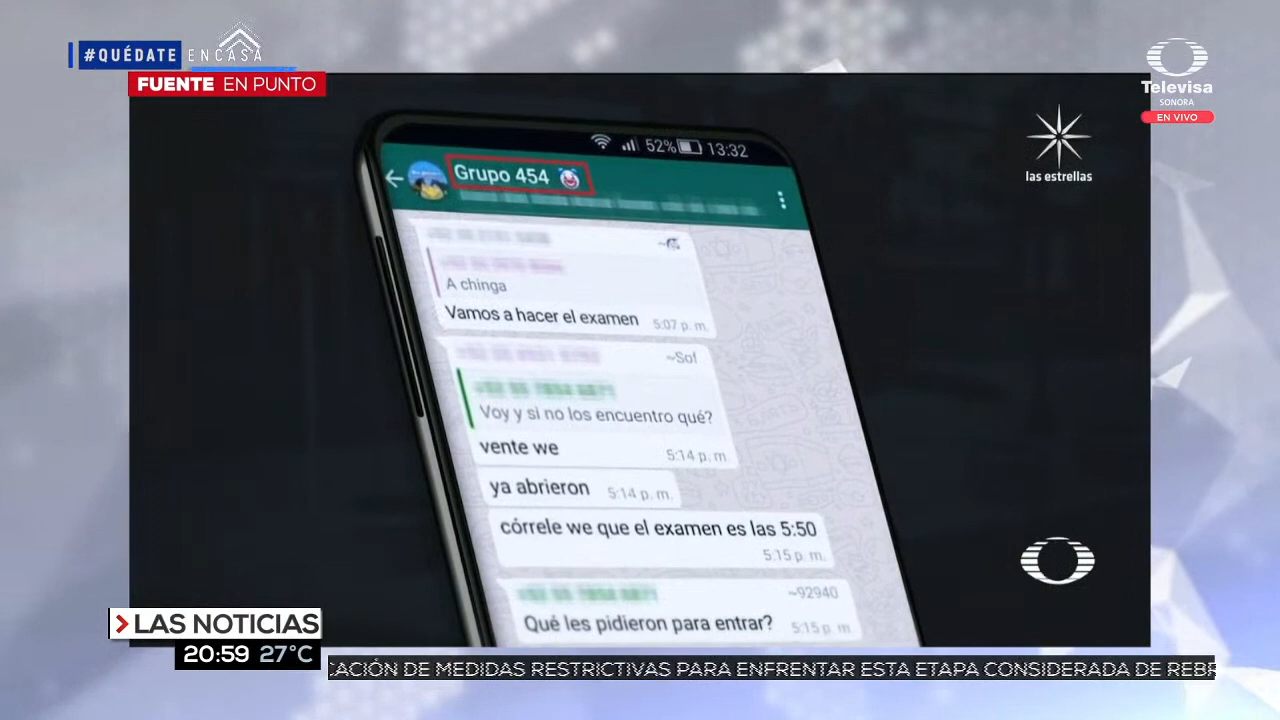 #QUÉDATE ENCASA
FUENTE EN PUNTO
Televisa
SONORA
EN VIVO
las estrellas
52% 13:32
Grupo 454
A chinga
Vamos a hacer el examen 5:07 p. m.
~Sof
Voy y si no los encuentro qué?
vente we 5:14 p. m.
ya abrieron 5:14 p. m.
córrele we que el examen es las 5:50
5:15 p. m.
~92940
Qué les pidieron para entrar? 5:15 p. m
LAS NOTICIAS
20:59 27°C
LACIÓN DE MEDIDAS RESTRICTIVAS PARA ENFRENTAR ESTA ETAPA CONSIDERADA DE REBR